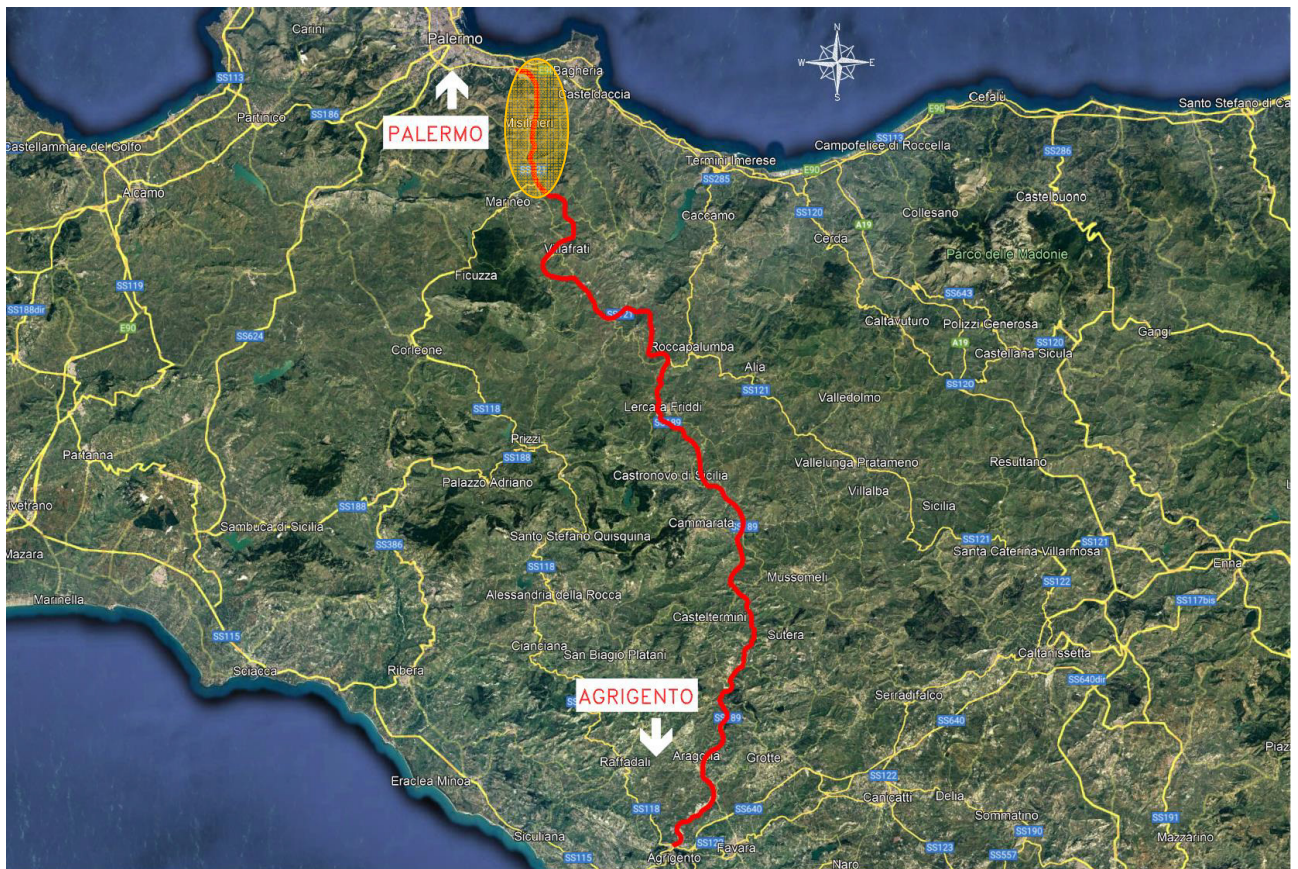 N
W
E
S
Carini
Palermo
SS113
Bagheria
Casteldaccia
E90
Cefalù
Santo Stefano di Ca
Partinico
SS186
PALERMO
Misilmeri
SS113
Castellammare del Golfo
Termini Imerese
Campofelice di Roccella
SS286
E90
SS285
Alcamo
Marineo
Caccamo
SS120
Collesano
Castelbuono
A19
Cerda
Villafrati
Parco delle Madonie
Ficuzza
SS119
SS643
SS188dir
E90
SS624
Caltavuturo
Polizzi Generosa
Gangi
Corleone
Roccapalumba
A19
SS120
Castellana Sicula
Alia
SS121
SS120
Valledolmo
SS118
Lercara Friddi
Prizzi
SS188
Partanna
Vallelunga Pratameno
Resuttano
Castronovo di Sicilia
Palazzo Adriano
Villalba
lvetrano
SS188
Sicilia
Sambuca di Sicilia
Cammarata
Santo Stefano Quisquina
SS386
SS121
SS121
Mazara
Santa Caterina Villarmosa
SS118
Enna
Mussomeli
SS122
Marinella
Alessandria della Rocca
SS117bis
Casteltermini
SS115
Sutera
Cianciana
San Biagio Platani
Caltanissetta
Sciacca
Ribera
SS640dir
AGRIGENTO
Serradifalco
SS640
Aragona
Grotte
Raffadali
Eraclea Minoa
SS122
Canicattì
Delia
SS118
SS640
Sommatino
SS191
Siculiana
SS190
Mazzarino
Favara
SS115
Agrigento
SS123
SS557
Naro